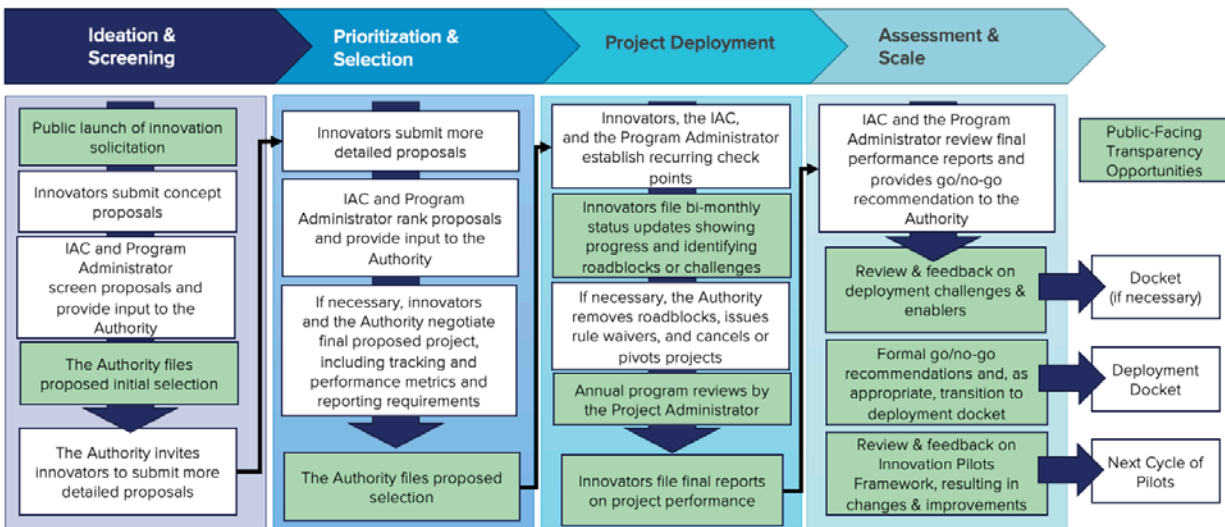 Ideation &
Screening
Prioritization &
Selection
Project Deployment
Assessment &
Scale
Public launch of innovation
solicitation
Innovators submit concept
proposals
IAC and Program
Administrator
screen proposals and
provide input to the
Authority
The Authority files
proposed initial selection
The Authority invites
innovators to submit more
detailed proposals
Innovators submit more
detailed proposals
IAC and Program
Administrator rank proposals
and provide input to the
Authority
If necessary, innovators
and the Authority negotiate
final proposed project,
including tracking and
performance metrics and
reporting requirements
The Authority files proposed
selection
Innovators, the IAC,
and the Program Administrator
establish recurring check
points
Innovators file bi-monthly
status updates showing
progress and identifying
roadblocks or challenges
If necessary, the Authority
removes roadblocks, issues
rule waivers, and cancels or
pivots projects
Annual program reviews by
the Project Administrator
Innovators file final reports
on project performance
IAC and the Program
Administrator review final
performance reports and
provides go/no-go
recommendation to the
Authority
Review & feedback on
deployment challenges &
enablers
Formal go/no-go
recommendations and, as
appropriate, transition to
deployment docket
Review & feedback on
Innovation Pilots
Framework, resulting in
changes & improvements
Public-Facing
Transparency
Opportunities
Docket
(if necessary)
Deployment
Docket
Next Cycle of
Pilots